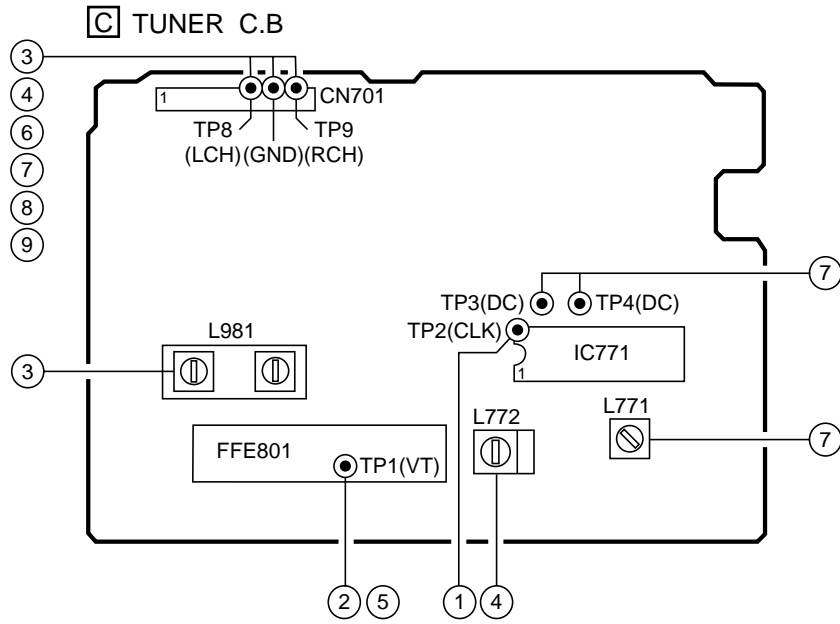 C TUNER C.B
3
4
6
7
8
9
1
CN701
TP8
TP9
(LCH)(GND)(RCH)
7
TP3(DC)
TP4(DC)
TP2(CLK)
IC771
1
L981
3
L772
L771
7
FFE801
TP1(VT)
2
5
1
4